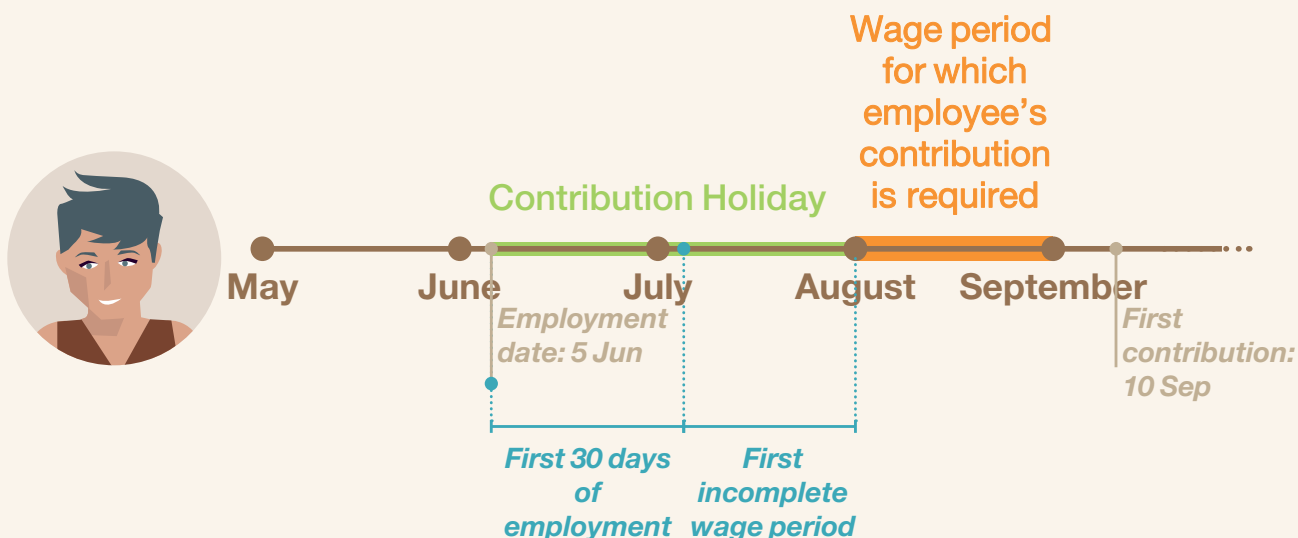 Wage period
for which
employee’s
contribution
is required
Contribution Holiday
May
June
July
August
September
Employment
date: 5 Jun
First
contribution:
10 Sep
First 30 days
of
employment
First
incomplete
wage period